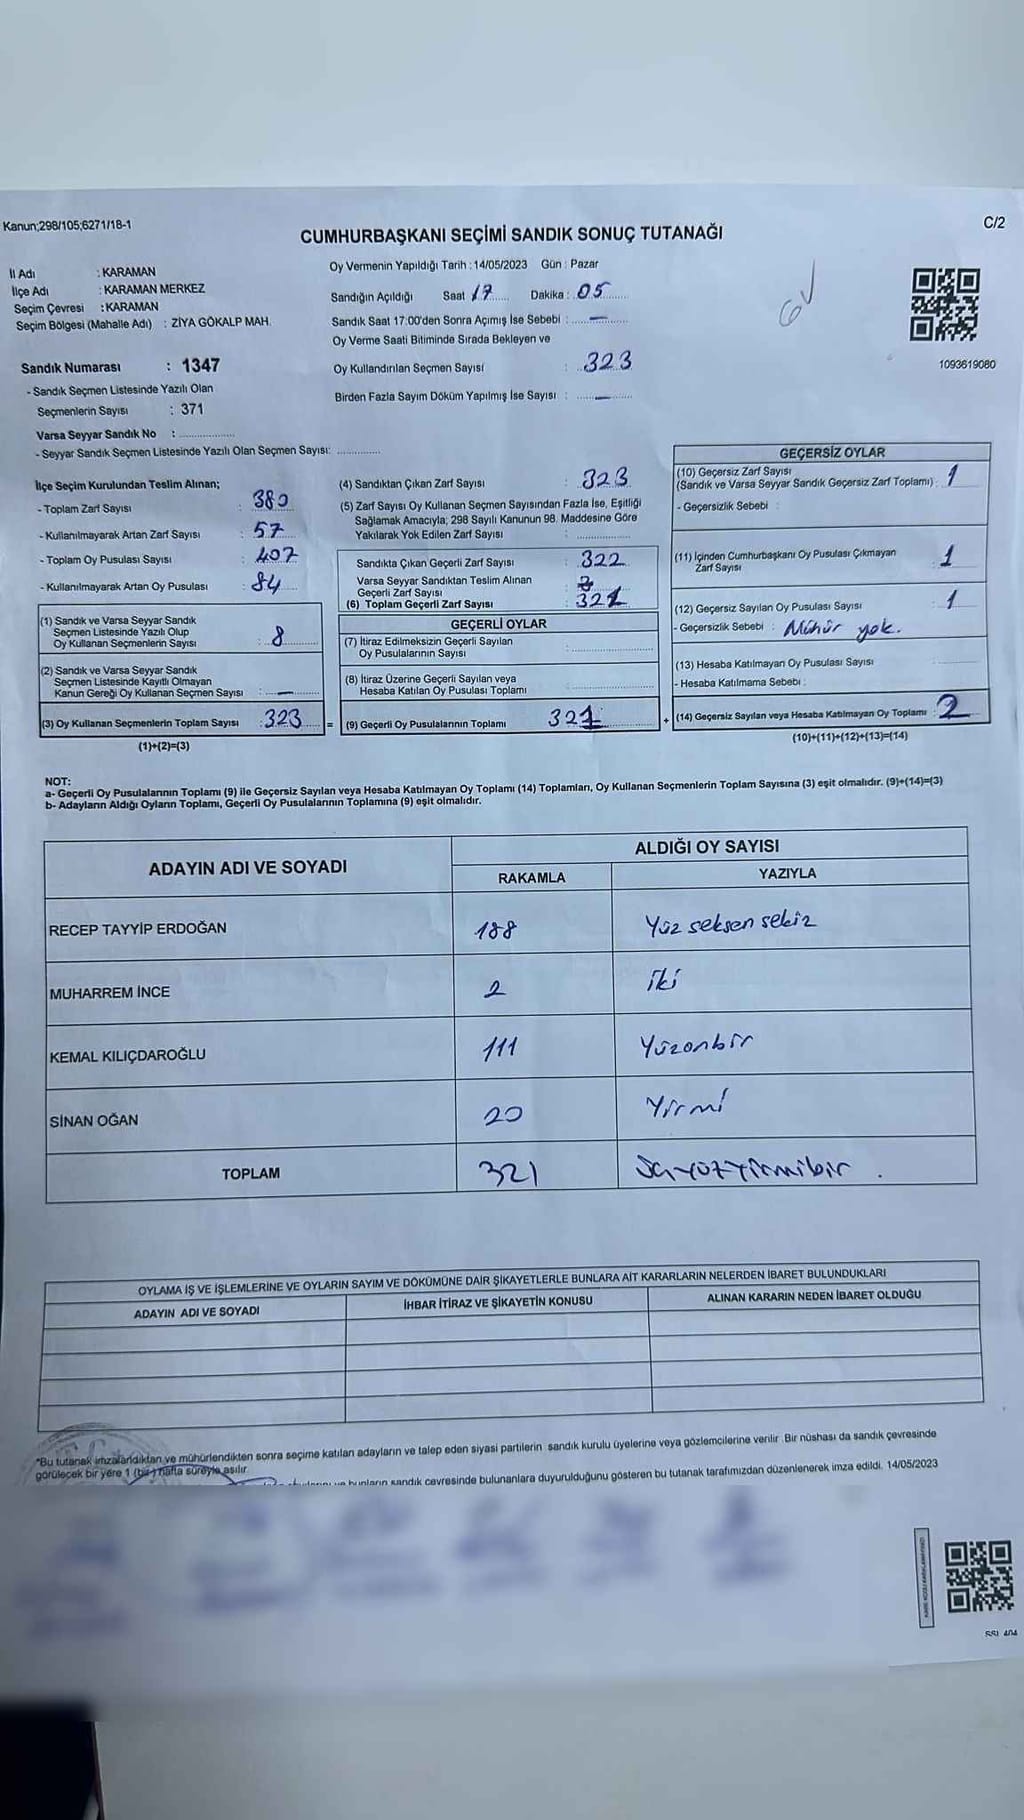 Kanun;298/105;6271/18-1
C/2
CUMHURBAŞKANI SEÇİMİ SANDIK SONUÇ TUTANAĞI
İl Adı : KARAMAN
İlçe Adı : KARAMAN MERKEZ
Seçim Çevresi : KARAMAN
Seçim Bölgesi (Mahalle Adı) : ZİYA GÖKALP MAH.
Sandık Numarası : 1347
- Sandık Seçmen Listesinde Yazılı Olan
Seçmenlerin Sayısı : 371
Varsa Seyyar Sandık No : ...............
- Seyyar Sandık Seçmen Listesinde Yazılı Olan Seçmen Sayısı: ............
Oy Vermenin Yapıldığı Tarih : 14/05/2023 Gün : Pazar
Sandığın Açıldığı Saat 17 Dakika : 05
Sandık Saat 17:00'den Sonra Açımış İse Sebebi : —
Oy Verme Saati Bitiminde Sırada Bekleyen ve
Oy Kullandırılan Seçmen Sayısı : 323
Birden Fazla Sayım Döküm Yapılmış İse Sayısı : —
1093619080
İlçe Seçim Kurulundan Teslim Alınan;
- Toplam Zarf Sayısı : 380
- Kullanılmayarak Artan Zarf Sayısı : 57
- Toplam Oy Pusulası Sayısı : 407
- Kullanılmayarak Artan Oy Pusulası : 84
(1) Sandık ve Varsa Seyyar Sandık
Seçmen Listesinde Yazılı Olup
Oy Kullanan Seçmenlerin Sayısı : 8
(2) Sandık ve Varsa Seyyar Sandık
Seçmen Listesinde Kayıtlı Olmayan
Kanun Gereği Oy Kullanan Seçmen Sayısı : —
(3) Oy Kullanan Seçmenlerin Toplam Sayısı : 323
(1)+(2)=(3)
(4) Sandıktan Çıkan Zarf Sayısı : 323
(5) Zarf Sayısı Oy Kullanan Seçmen Sayısından Fazla İse, Eşitliği
Sağlamak Amacıyla; 298 Sayılı Kanunun 98. Maddesine Göre
Yakılarak Yok Edilen Zarf Sayısı :
Sandıkta Çıkan Geçerli Zarf Sayısı : 322
Varsa Seyyar Sandıktan Teslim Alınan
Geçerli Zarf Sayısı :
(6) Toplam Geçerli Zarf Sayısı :
GEÇERLİ OYLAR
(7) İtiraz Edilmeksizin Geçerli Sayılan
Oy Pusulalarının Sayısı :
(8) İtiraz Üzerine Geçerli Sayılan veya
Hesaba Katılan Oy Pusulası Toplamı :
(9) Geçerli Oy Pusulalarının Toplamı 321
GEÇERSİZ OYLAR
(10) Geçersiz Zarf Sayısı
(Sandık ve Varsa Seyyar Sandık Geçersiz Zarf Toplamı) : 1
- Geçersizlik Sebebi :
(11) İçinden Cumhurbaşkanı Oy Pusulası Çıkmayan
Zarf Sayısı : 1
(12) Geçersiz Sayılan Oy Pusulası Sayısı : 1
- Geçersizlik Sebebi : Mühür yok.
(13) Hesaba Katılmayan Oy Pusulası Sayısı :
- Hesaba Katılmama Sebebi :
(14) Geçersiz Sayılan veya Hesaba Katılmayan Oy Toplamı : 2
(10)+(11)+(12)+(13)=(14)
NOT:
a- Geçerli Oy Pusulalarının Toplamı (9) ile Geçersiz Sayılan veya Hesaba Katılmayan Oy Toplamı (14) Toplamları, Oy Kullanan Seçmenlerin Toplam Sayısına (3) eşit olmalıdır. (9)+(14)=(3)
b- Adayların Aldığı Oyların Toplamı, Geçerli Oy Pusulalarının Toplamına (9) eşit olmalıdır.
ADAYIN ADI VE SOYADI ALDIĞI OY SAYISI
RAKAMLA YAZIYLA
RECEP TAYYİP ERDOĞAN 188 Yüz seksen sekiz
MUHARREM İNCE 2 iki
KEMAL KILIÇDAROĞLU 111 Yüzonbir
SİNAN OĞAN 20 Yirmi
TOPLAM 321
OYLAMA İŞ VE İŞLEMLERİNE VE OYLARIN SAYIM VE DÖKÜMÜNE DAİR ŞİKAYETLERLE BUNLARA AİT KARARLARIN NELERDEN İBARET BULUNDUKLARI
ADAYIN ADI VE SOYADI İHBAR İTİRAZ VE ŞİKAYETİN KONUSU ALINAN KARARIN NEDEN İBARET OLDUĞU
*Bu tutanak imzalandıktan ve mühürlendikten sonra seçime katılan adayların ve talep eden siyasi partilerin sandık kurulu üyelerine veya gözlemcilerine verilir. Bir nüshası da sandık çevresinde
görülecek bir yere 1 (bir) hafta süreyle asılır.
bunların sandık çevresinde bulunanlara duyurulduğunu gösteren bu tutanak tarafımızdan düzenlenerek imza edildi. 14/05/2023